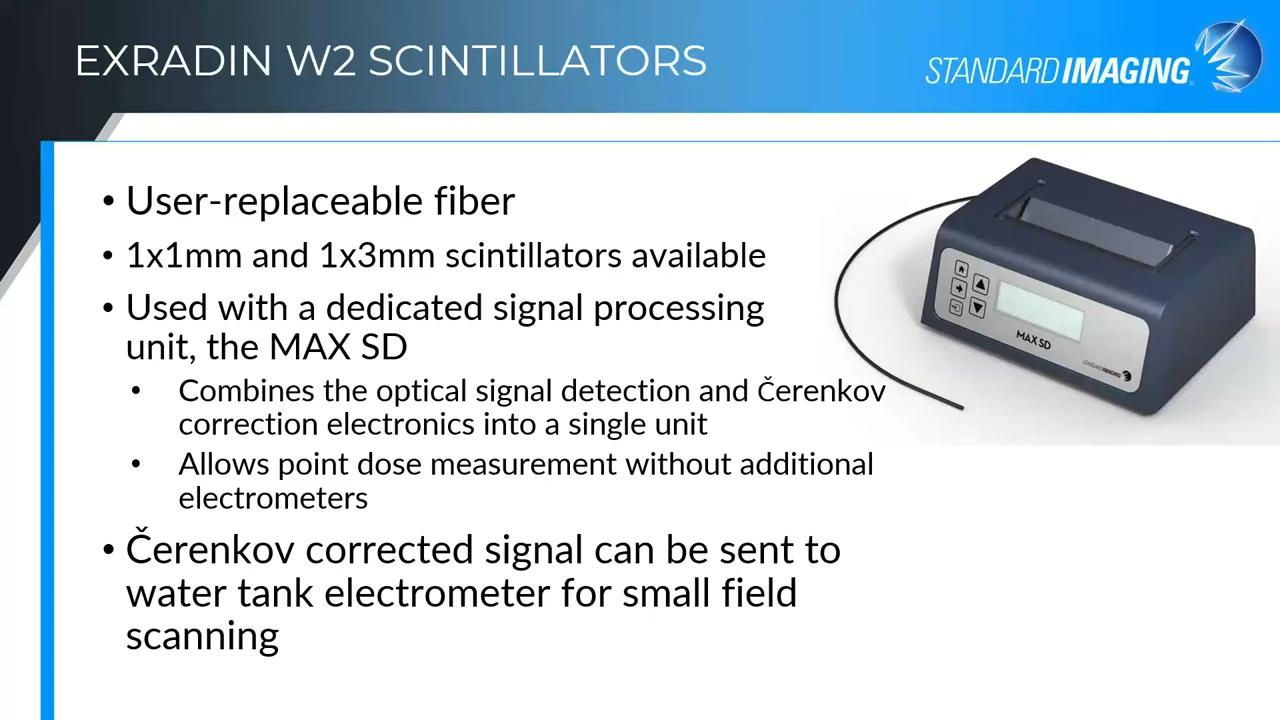 EXRADIN W2 SCINTILLATORS
STANDARD IMAGING
• User-replaceable fiber
• 1x1mm and 1x3mm scintillators available
• Used with a dedicated signal processing
unit, the MAX SD
• Combines the optical signal detection and Čerenkov
correction electronics into a single unit
• Allows point dose measurement without additional
electrometers
• Čerenkov corrected signal can be sent to
water tank electrometer for small field
scanning
MAX SD
STANDARD IMAGING